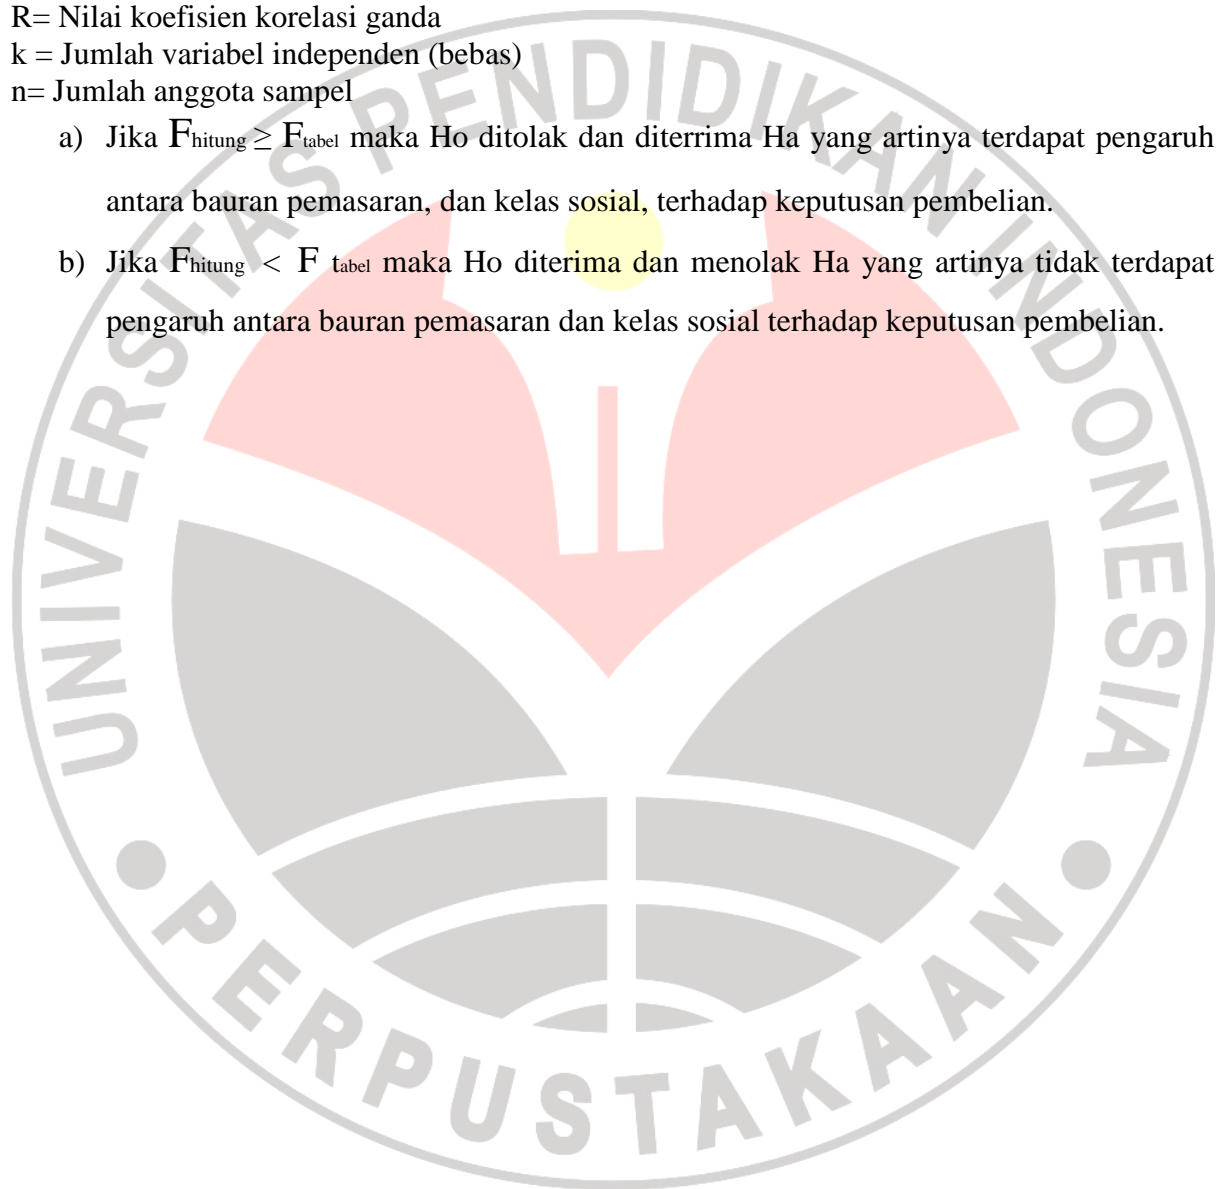 R= Nilai koefisien korelasi ganda
k = Jumlah variabel independen (bebas)
n= Jumlah anggota sampel
a) Jika Fhitung ≥ Ftabel maka Ho ditolak dan diterrima Ha yang artinya terdapat pengaruh
antara bauran pemasaran, dan kelas sosial, terhadap keputusan pembelian.
b) Jika Fhitung < F tabel maka Ho diterima dan menolak Ha yang artinya tidak terdapat
pengaruh antara bauran pemasaran dan kelas sosial terhadap keputusan pembelian.
UNIVERSITAS PENDIDIKAN INDONESIA
PERPUSTAKAAN